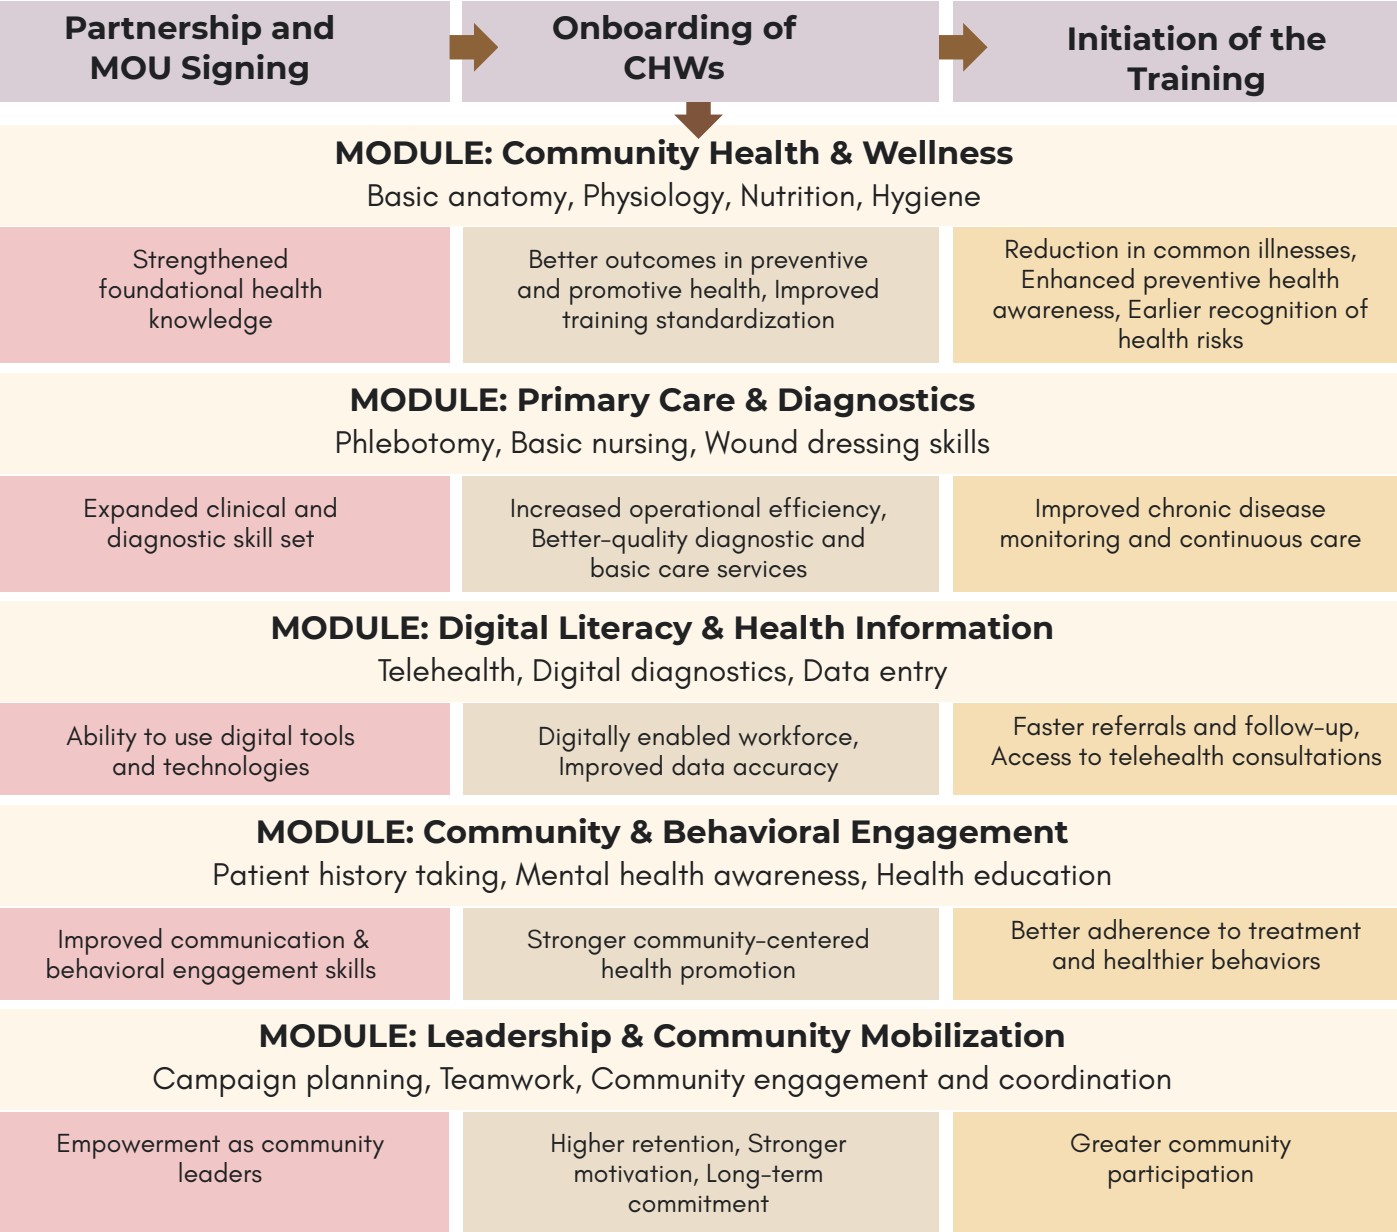 Partnership and
MOU Signing
Onboarding of
CHWs
Initiation of the
Training
MODULE: Community Health & Wellness
Basic anatomy, Physiology, Nutrition, Hygiene
Strengthened
foundational health
knowledge
Better outcomes in preventive
and promotive health, Improved
training standardization
Reduction in common illnesses,
Enhanced preventive health
awareness, Earlier recognition of
health risks
MODULE: Primary Care & Diagnostics
Phlebotomy, Basic nursing, Wound dressing skills
Expanded clinical and
diagnostic skill set
Increased operational efficiency,
Better-quality diagnostic and
basic care services
Improved chronic disease
monitoring and continuous care
MODULE: Digital Literacy & Health Information
Telehealth, Digital diagnostics, Data entry
Ability to use digital tools
and technologies
Digitally enabled workforce,
Improved data accuracy
Faster referrals and follow-up,
Access to telehealth consultations
MODULE: Community & Behavioral Engagement
Patient history taking, Mental health awareness, Health education
Improved communication &
behavioral engagement skills
Stronger community-centered
health promotion
Better adherence to treatment
and healthier behaviors
MODULE: Leadership & Community Mobilization
Campaign planning, Teamwork, Community engagement and coordination
Empowerment as community
leaders
Higher retention, Stronger
motivation, Long-term
commitment
Greater community
participation